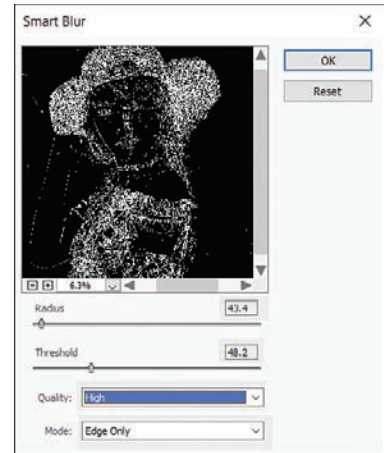 Smart Blur
OK
Reset
6.3%
Radius
43.4
Threshold
48.2
Quality: High
Mode: Edge Only